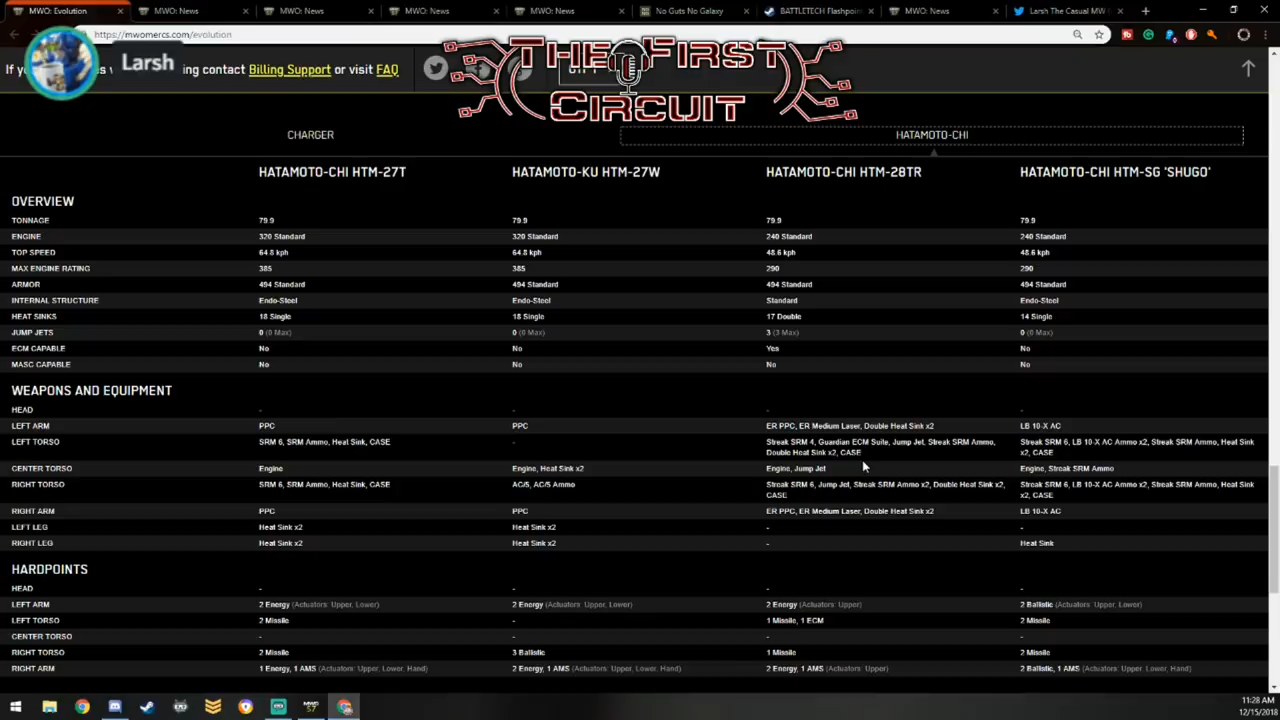 MWO: Evolution
MWO: News
MWO: News
MWO: News
MWO: News
No Guts No Galaxy
BATTLETECH Flashpoin
MWO: News
Larsh The Casual MW
https://mwomercs.com/evolution
Larsh
If yo
ing contact Billing Support or visit FAQ
THE FIRST
CIRCUIT
CHARGER HATAMOTO-CHI
HATAMOTO-CHI HTM-27T HATAMOTO-KU HTM-27W HATAMOTO-CHI HTM-28TR HATAMOTO-CHI HTM-SG 'SHUGO'
OVERVIEW
TONNAGE 79.9 79.9 79.9 79.9
ENGINE 320 Standard 320 Standard 240 Standard 240 Standard
TOP SPEED 64.8 kph 64.8 kph 48.6 kph 48.6 kph
MAX ENGINE RATING 385 385 290 290
ARMOR 494 Standard 494 Standard 494 Standard 494 Standard
INTERNAL STRUCTURE Endo-Steel Endo-Steel Standard Endo-Steel
HEAT SINKS 18 Single 18 Single 17 Double 14 Single
JUMP JETS 0 (0 Max) 0 (0 Max) 3 (3 Max) 0 (0 Max)
ECM CAPABLE No No Yes No
MASC CAPABLE No No No No
WEAPONS AND EQUIPMENT
HEAD - - - -
LEFT ARM PPC PPC ER PPC, ER Medium Laser, Double Heat Sink x2 LB 10-X AC
LEFT TORSO SRM 6, SRM Ammo, Heat Sink, CASE - Streak SRM 4, Guardian ECM Suite, Jump Jet, Streak SRM Ammo, Double Heat Sink x2, CASE Streak SRM 6, LB 10-X AC Ammo x2, Streak SRM Ammo, Heat Sink x2, CASE
CENTER TORSO Engine Engine, Heat Sink x2 Engine, Jump Jet Engine, Streak SRM Ammo
RIGHT TORSO SRM 6, SRM Ammo, Heat Sink, CASE AC/5, AC/5 Ammo Streak SRM 6, Jump Jet, Streak SRM Ammo x2, Double Heat Sink x2, CASE Streak SRM 6, LB 10-X AC Ammo x2, Streak SRM Ammo, Heat Sink x2, CASE
RIGHT ARM PPC PPC ER PPC, ER Medium Laser, Double Heat Sink x2 LB 10-X AC
LEFT LEG Heat Sink x2 Heat Sink x2 - -
RIGHT LEG Heat Sink x2 Heat Sink x2 - Heat Sink
HARDPOINTS
HEAD - - - -
LEFT ARM 2 Energy (Actuators: Upper, Lower) 2 Energy (Actuators: Upper, Lower) 2 Energy (Actuators: Upper) 2 Ballistic (Actuators: Upper, Lower)
LEFT TORSO 2 Missile - 1 Missile, 1 ECM 2 Missile
CENTER TORSO - - - -
RIGHT TORSO 2 Missile 3 Ballistic 1 Missile 2 Missile
RIGHT ARM 1 Energy, 1 AMS (Actuators: Upper, Lower, Hand) 2 Energy, 1 AMS (Actuators: Upper, Lower, Hand) 2 Energy, 1 AMS (Actuators: Upper) 2 Ballistic, 1 AMS (Actuators: Upper, Lower, Hand)
11:28 AM
12/15/2018